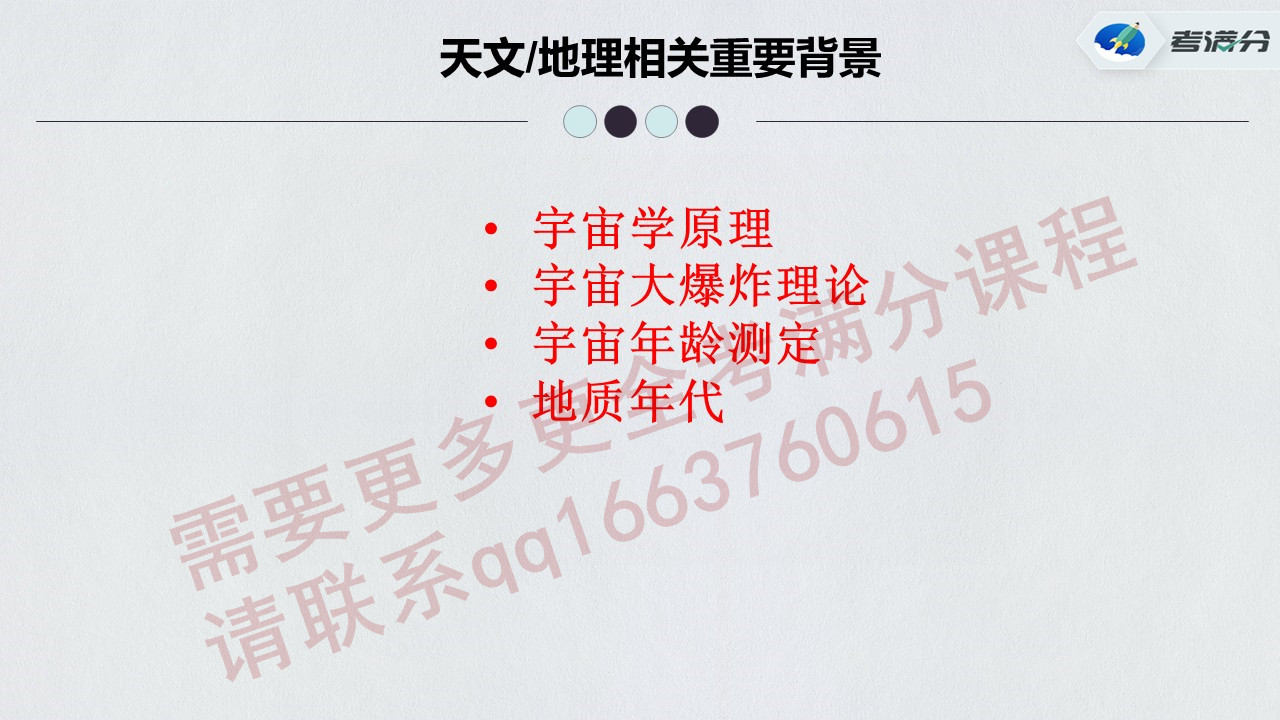 天文/地理相关重要背景
考满分
• 宇宙学原理
• 宇宙大爆炸理论
• 宇宙年龄测定
• 地质年代
需要更多更全考满分课程
请联系qq1663760615